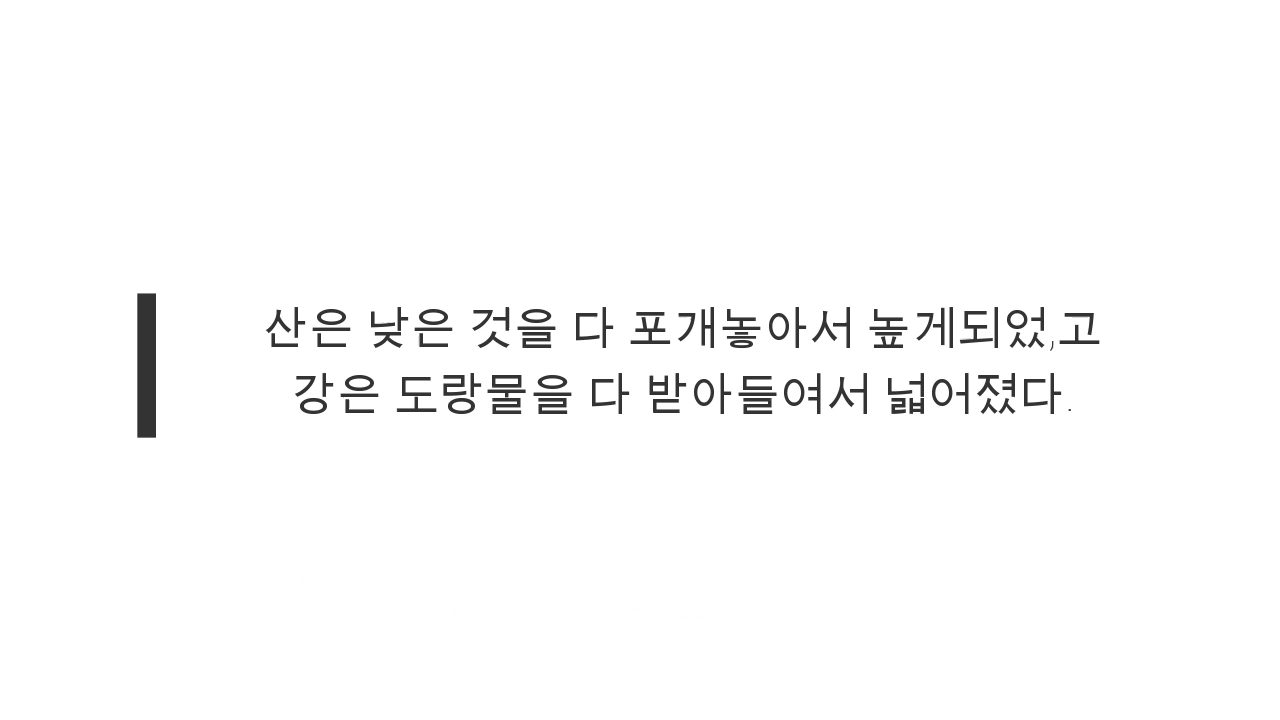 산은 낮은 것을 다 포개놓아서 높게되었,고
강은 도랑물을 다 받아들여서 넓어졌다.